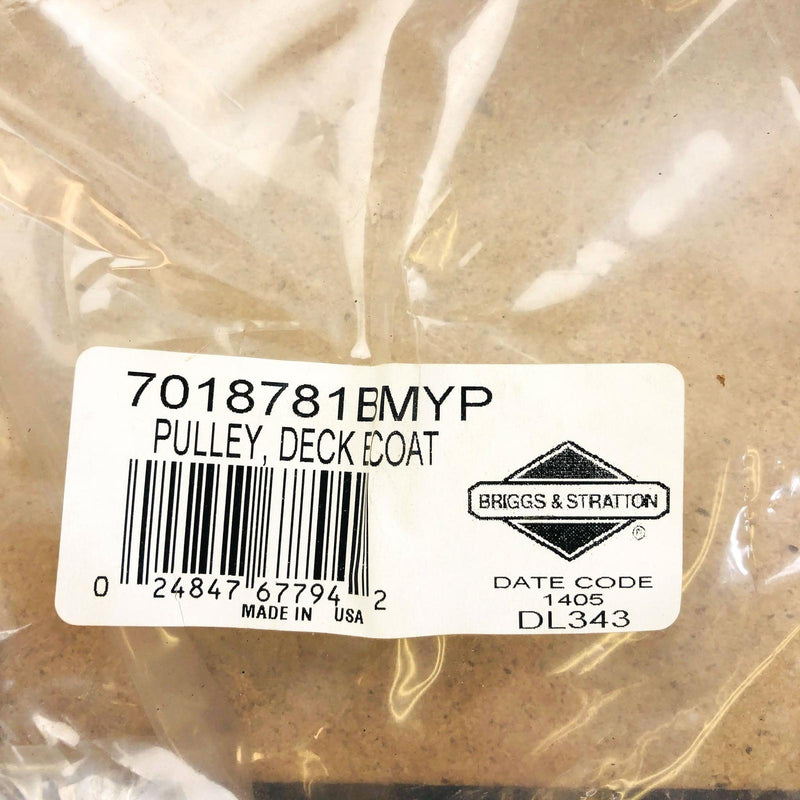 7018781BMYP
PULLEY, DECK ECOAT
0 24847 67794 2
MADE IN USA
BRIGGS & STRATTON
®
DATE CODE
1405
DL343